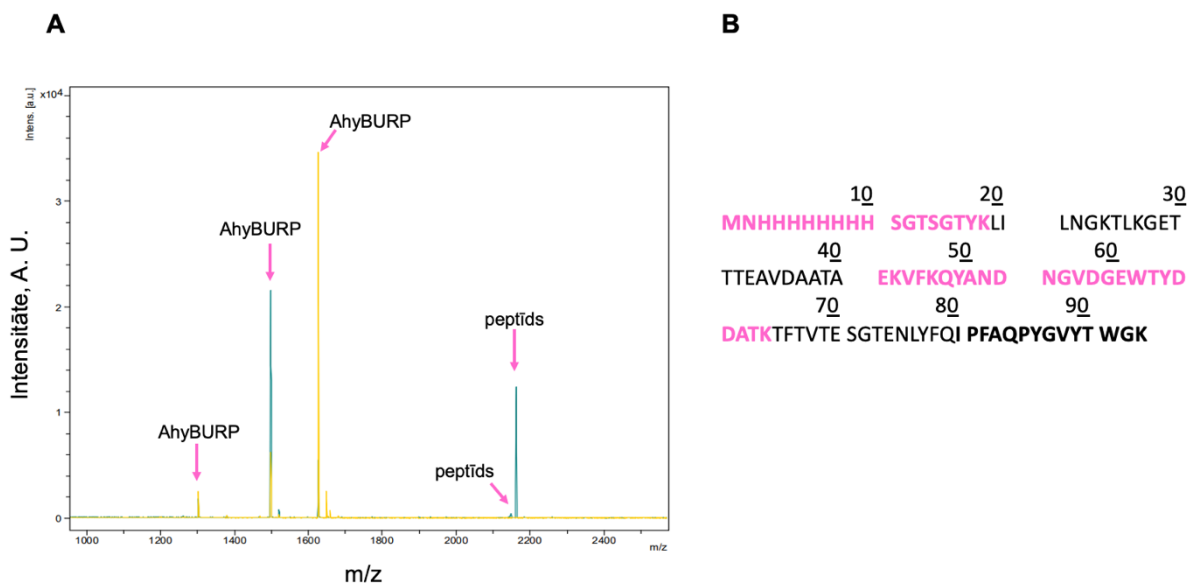 A
B
Intens. [a.u.]
x10⁴
AhyBURP
AhyBURP
peptīds
AhyBURP
peptīds
3
2
1
0
1000 1200 1400 1600 1800 2000 2200 2400 m/z
Intensitāte, A. U.
m/z
10 20 30
MNHHHHHHHH SGTSGTYKLI LNGKTLKGET
40 50 60
TTEAVDAATA EKVFKQYAND NGVDGEWTYD
70 80 90
DATKTFTVTE SGTENLYFQI PFAQPYGVYT WGK